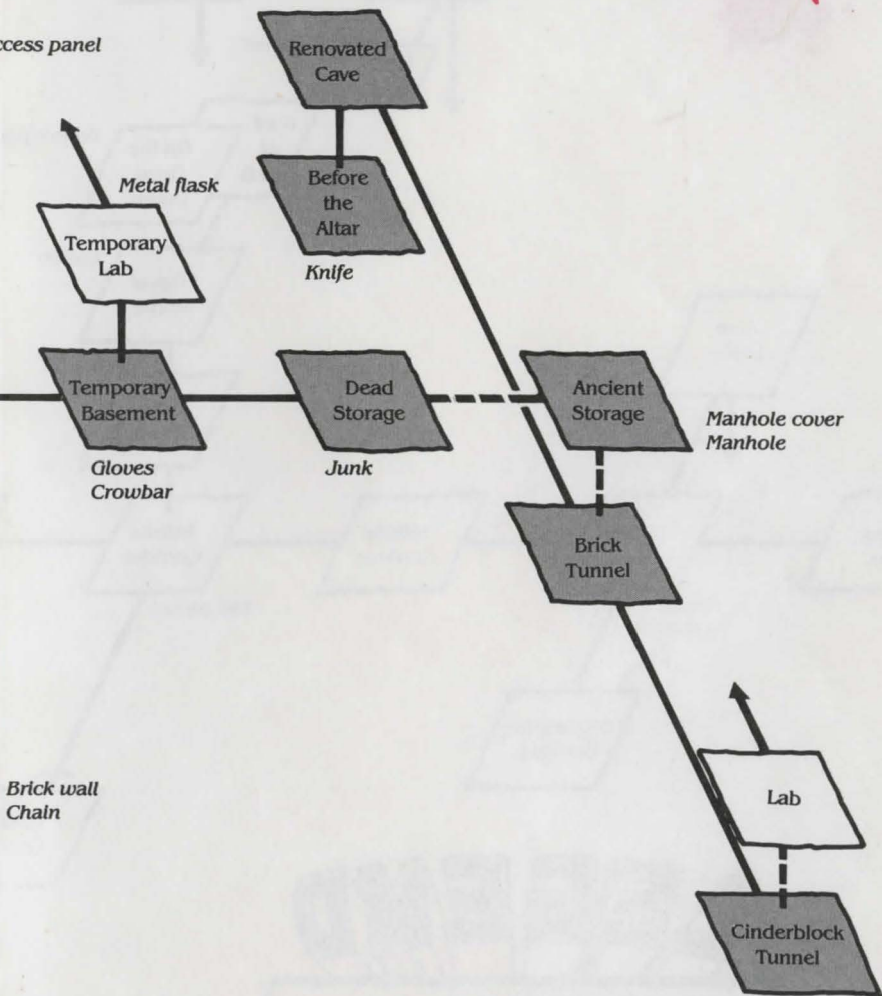 ccess panel
Renovated
Cave
Metal flask
Before
the
Altar
Temporary
Lab
Knife
Temporary
Basement
Dead
Storage
Ancient
Storage
Manhole cover
Manhole
Gloves
Crowbar
Junk
Brick
Tunnel
Brick wall
Chain
Lab
Cinderblock
Tunnel